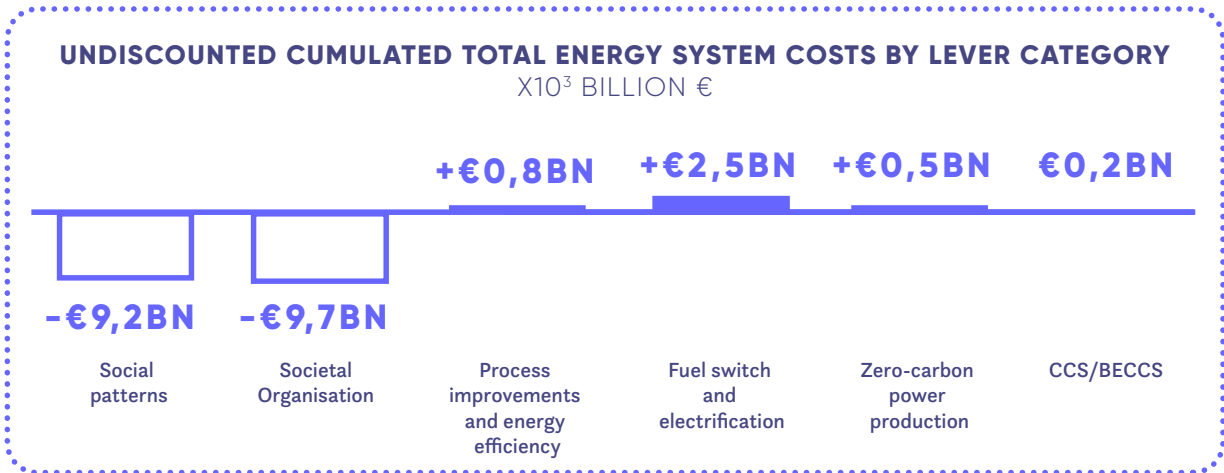 UNDISCOUNTED CUMULATED TOTAL ENERGY SYSTEM COSTS BY LEVER CATEGORY
X10³ BILLION €
+€0,8BN
+€2,5BN
+€0,5BN
€0,2BN
-€9,2BN
-€9,7BN
Social
patterns
Societal
Organisation
Process
improvements
and energy
efficiency
Fuel switch
and
electrification
Zero-carbon
power
production
CCS/BECCS